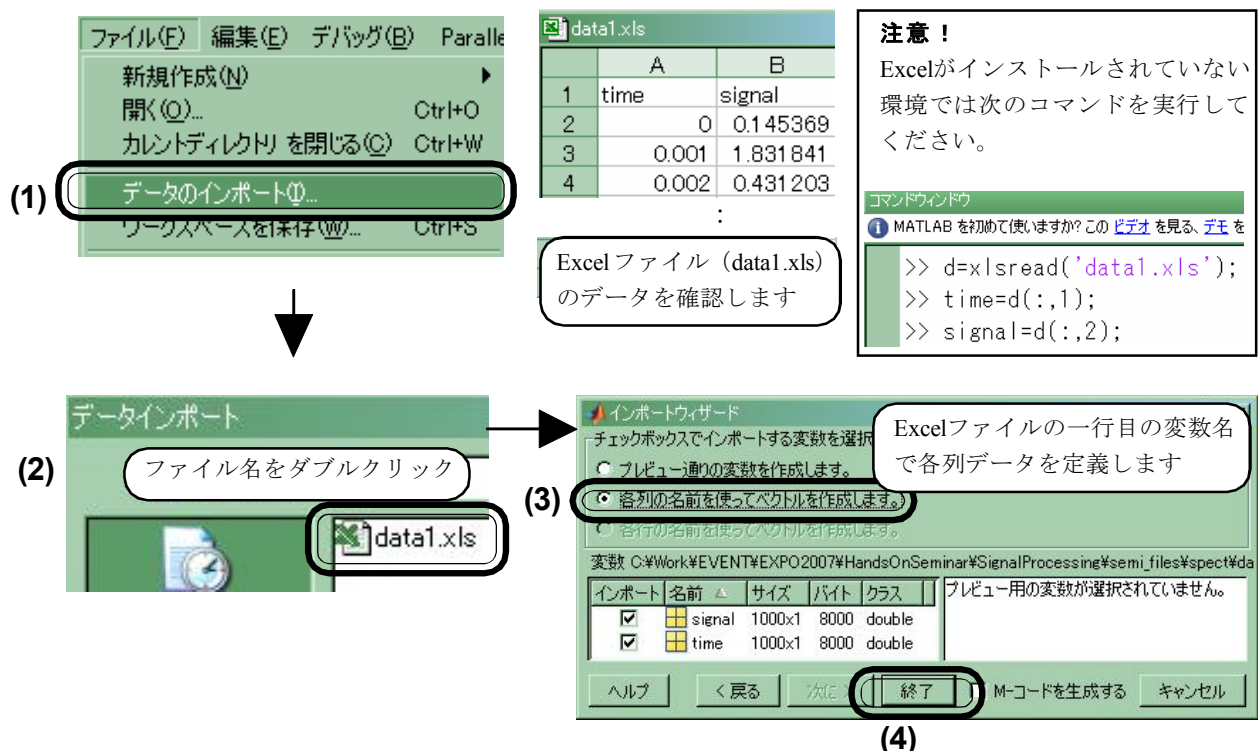 ファイル(F) 編集(E) デバッグ(B) Paralle
新規作成(N)
開く(O)... Ctrl+O
カレントディレクトリ を閉じる(C) Ctrl+W
(1)
データのインポート(I)...
ワークスペースを保存(W)... Ctrl+S
data1.xls
A B
1 time signal
2 0 0.145369
3 0.001 1.831841
4 0.002 0.431203
:
Excelファイル（data1.xls）
のデータを確認します
注意！
Excelがインストールされていない
環境では次のコマンドを実行して
ください。
コマンドウィンドウ
MATLAB を初めて使いますか? この ビデオ を見る、デモ を
>> d=xlsread('data1.xls');
>> time=d(:,1);
>> signal=d(:,2);
データインポート
(2)
ファイル名をダブルクリック
data1.xls
インポートウィザード
チェックボックスでインポートする変数を選択
Excelファイルの一行目の変数名
で各列データを定義します
プレビュー通りの変数を作成します。
(3)
各列の名前を使ってベクトルを作成します。
各行の名前を使ってベクトルを作成します。
変数 C:¥Work¥EVENT¥EXPO2007¥HandsOnSeminar¥SignalProcessing¥semi_files¥spect¥da
インポート 名前 サイズ バイト クラス
signal 1000x1 8000 double
time 1000x1 8000 double
プレビュー用の変数が選択されていません。
ヘルプ < 戻る 次に > 終了 M-コードを生成する キャンセル
(4)